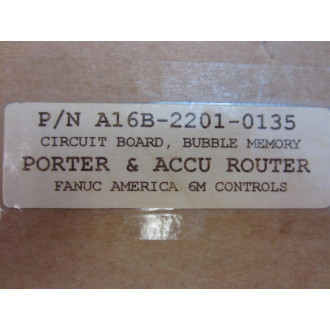 P/N A16B-2201-0135
CIRCUIT BOARD, BUBBLE MEMORY
PORTER & ACCU ROUTER
FANUC AMERICA 6M CONTROLS